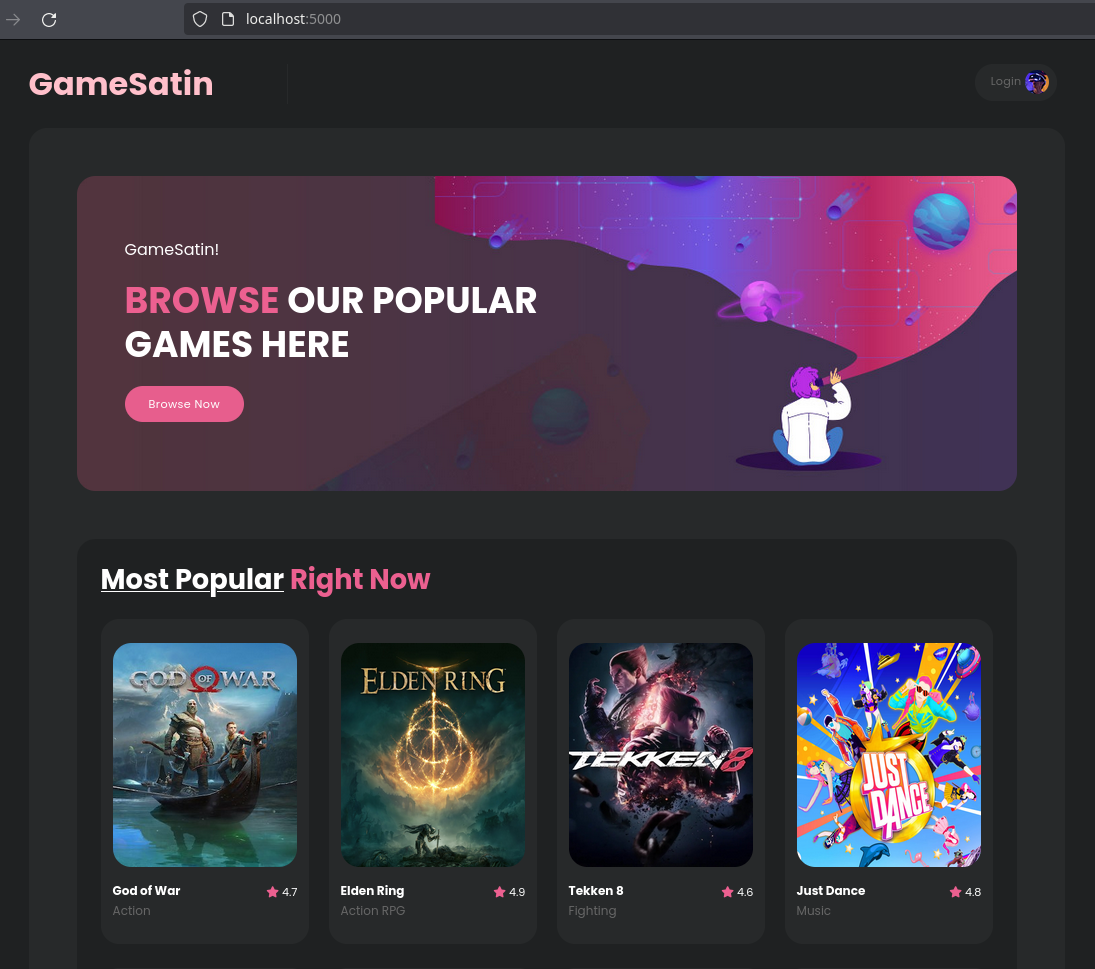 localhost:5000
GameSatin
Login
GameSatin!
BROWSE OUR POPULAR
GAMES HERE
Browse Now
Most Popular Right Now
GOD OF WAR
ELDEN RING
TEKKEN 8
JUST
DANCE
God of War 4.7
Action
Elden Ring 4.9
Action RPG
Tekken 8 4.6
Fighting
Just Dance 4.8
Music